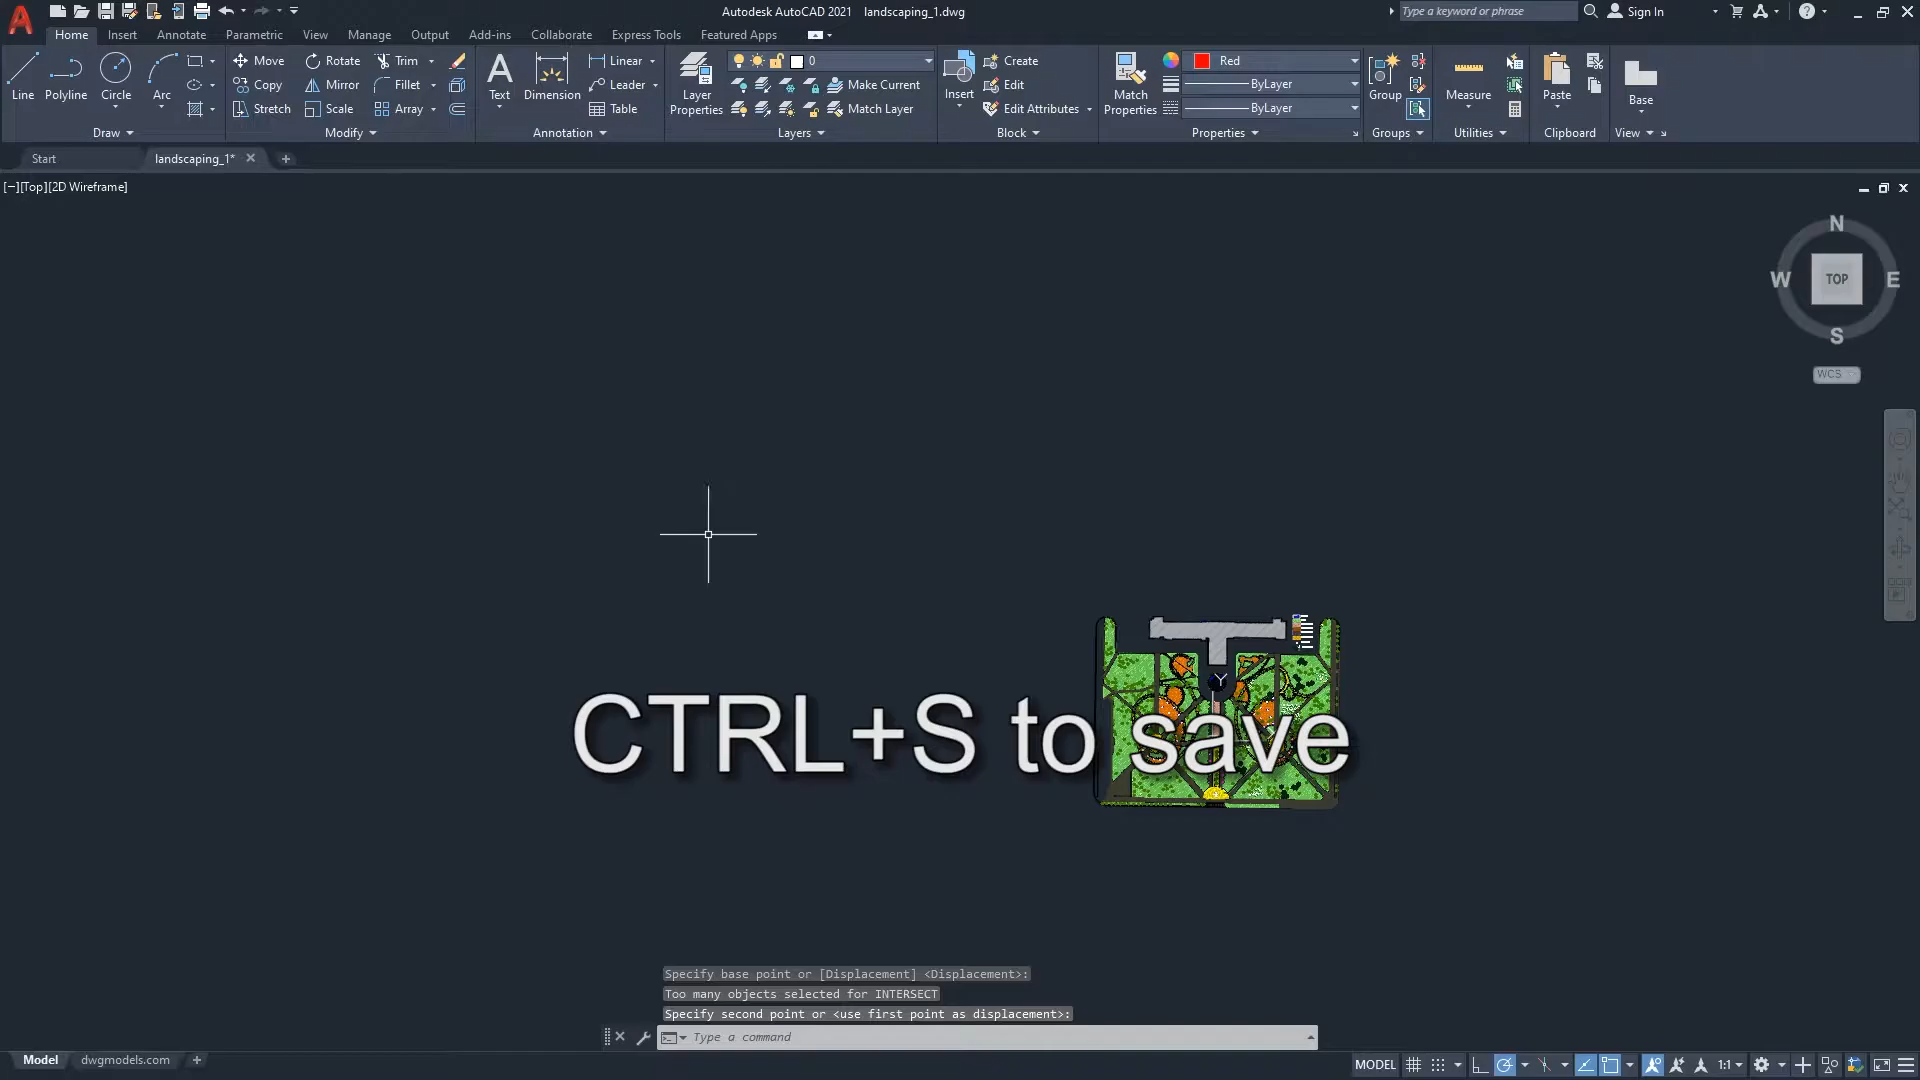 Autodesk AutoCAD 2021 landscaping_1.dwg
Type a keyword or phrase
Sign In
Home Insert Annotate Parametric View Manage Output Add-ins Collaborate Express Tools Featured Apps
Line Polyline Circle Arc
Move Rotate Trim
Copy Mirror Fillet
Stretch Scale Array
Text Dimension
Linear
Leader
Table
Layer Properties
0
Make Current
Match Layer
Insert
Create
Edit
Edit Attributes
Match Properties
Red
ByLayer
ByLayer
Group
Measure
Paste
Base
Draw Modify Annotation Layers Block Properties Groups Utilities Clipboard View
Start landscaping_1*
[−][Top][2D Wireframe]
N
W TOP E
S
WCS
Y
CTRL+S to save
Specify base point or [Displacement] <Displacement>:
Too many objects selected for INTERSECT
Specify second point or <use first point as displacement>:
Type a command
Model dwgmodels.com
MODEL 1:1